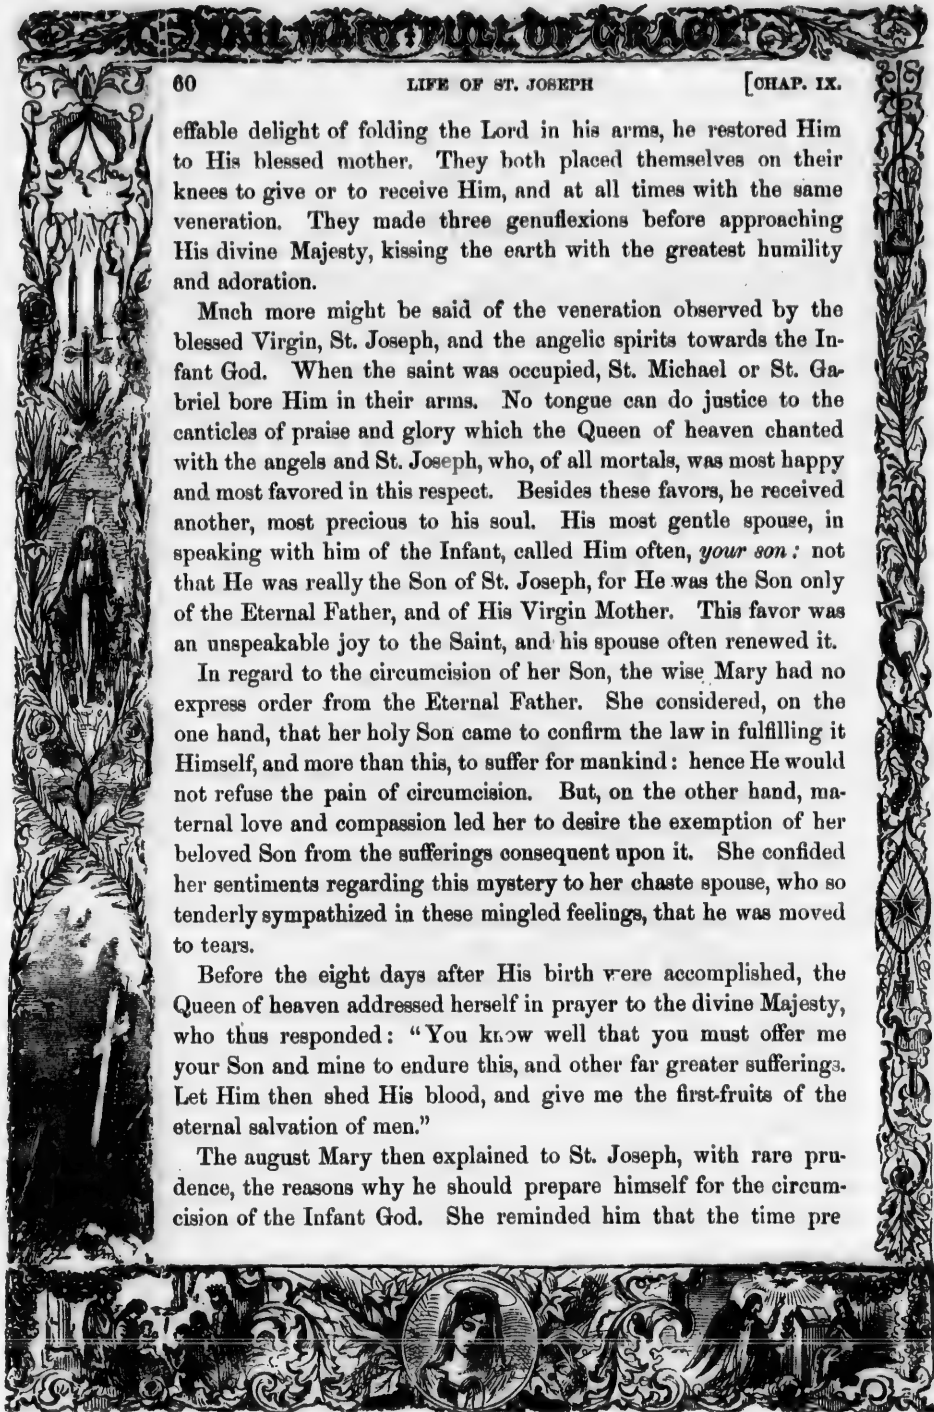 HAIL MARY FULL OF GRACE
60 LIFE OF ST. JOSEPH [CHAP. IX.
effable delight of folding the Lord in his arms, he restored Him
to His blessed mother. They both placed themselves on their
knees to give or to receive Him, and at all times with the same
veneration. They made three genuflexions before approaching
His divine Majesty, kissing the earth with the greatest humility
and adoration.
Much more might be said of the veneration observed by the
blessed Virgin, St. Joseph, and the angelic spirits towards the In-
fant God. When the saint was occupied, St. Michael or St. Ga-
briel bore Him in their arms. No tongue can do justice to the
canticles of praise and glory which the Queen of heaven chanted
with the angels and St. Joseph, who, of all mortals, was most happy
and most favored in this respect. Besides these favors, he received
another, most precious to his soul. His most gentle spouse, in
speaking with him of the Infant, called Him often, your son: not
that He was really the Son of St. Joseph, for He was the Son only
of the Eternal Father, and of His Virgin Mother. This favor was
an unspeakable joy to the Saint, and his spouse often renewed it.
In regard to the circumcision of her Son, the wise Mary had no
express order from the Eternal Father. She considered, on the
one hand, that her holy Son came to confirm the law in fulfilling it
Himself, and more than this, to suffer for mankind: hence He would
not refuse the pain of circumcision. But, on the other hand, ma-
ternal love and compassion led her to desire the exemption of her
beloved Son from the sufferings consequent upon it. She confided
her sentiments regarding this mystery to her chaste spouse, who so
tenderly sympathized in these mingled feelings, that he was moved
to tears.
Before the eight days after His birth were accomplished, the
Queen of heaven addressed herself in prayer to the divine Majesty,
who thus responded: “You know well that you must offer me
your Son and mine to endure this, and other far greater sufferings.
Let Him then shed His blood, and give me the first-fruits of the
eternal salvation of men.”
The august Mary then explained to St. Joseph, with rare pru-
dence, the reasons why he should prepare himself for the circum-
cision of the Infant God. She reminded him that the time pre